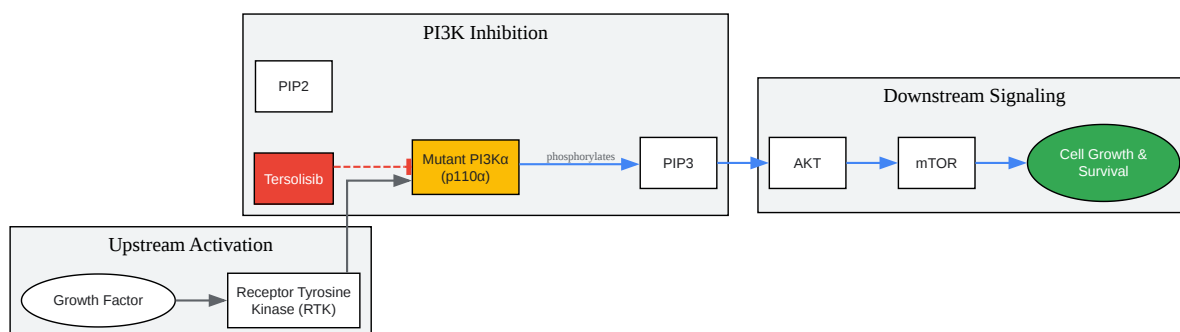 PI3K Inhibition
PIP2
Tersolisib
Mutant PI3Kα
(p110α)
phosphorylates
PIP3
Downstream Signaling
AKT
mTOR
Cell Growth &
Survival
Upstream Activation
Growth Factor
Receptor Tyrosine
Kinase (RTK)